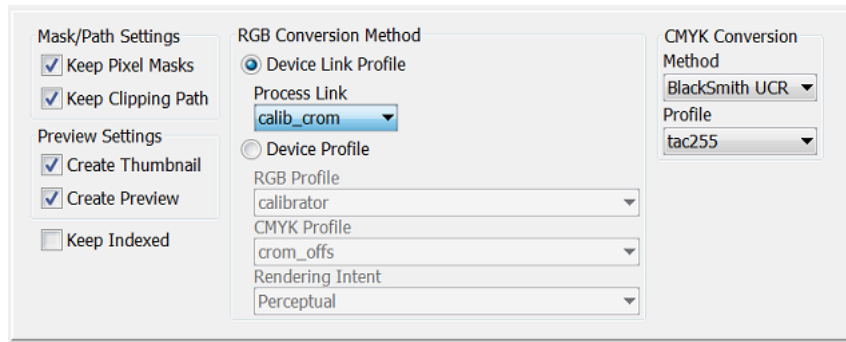 Mask/Path Settings
Keep Pixel Masks
Keep Clipping Path
Preview Settings
Create Thumbnail
Create Preview
Keep Indexed
RGB Conversion Method
Device Link Profile
Process Link
calib_crom
Device Profile
RGB Profile
calibrator
CMYK Profile
crom_offs
Rendering Intent
Perceptual
CMYK Conversion
Method
BlackSmith UCR
Profile
tac255